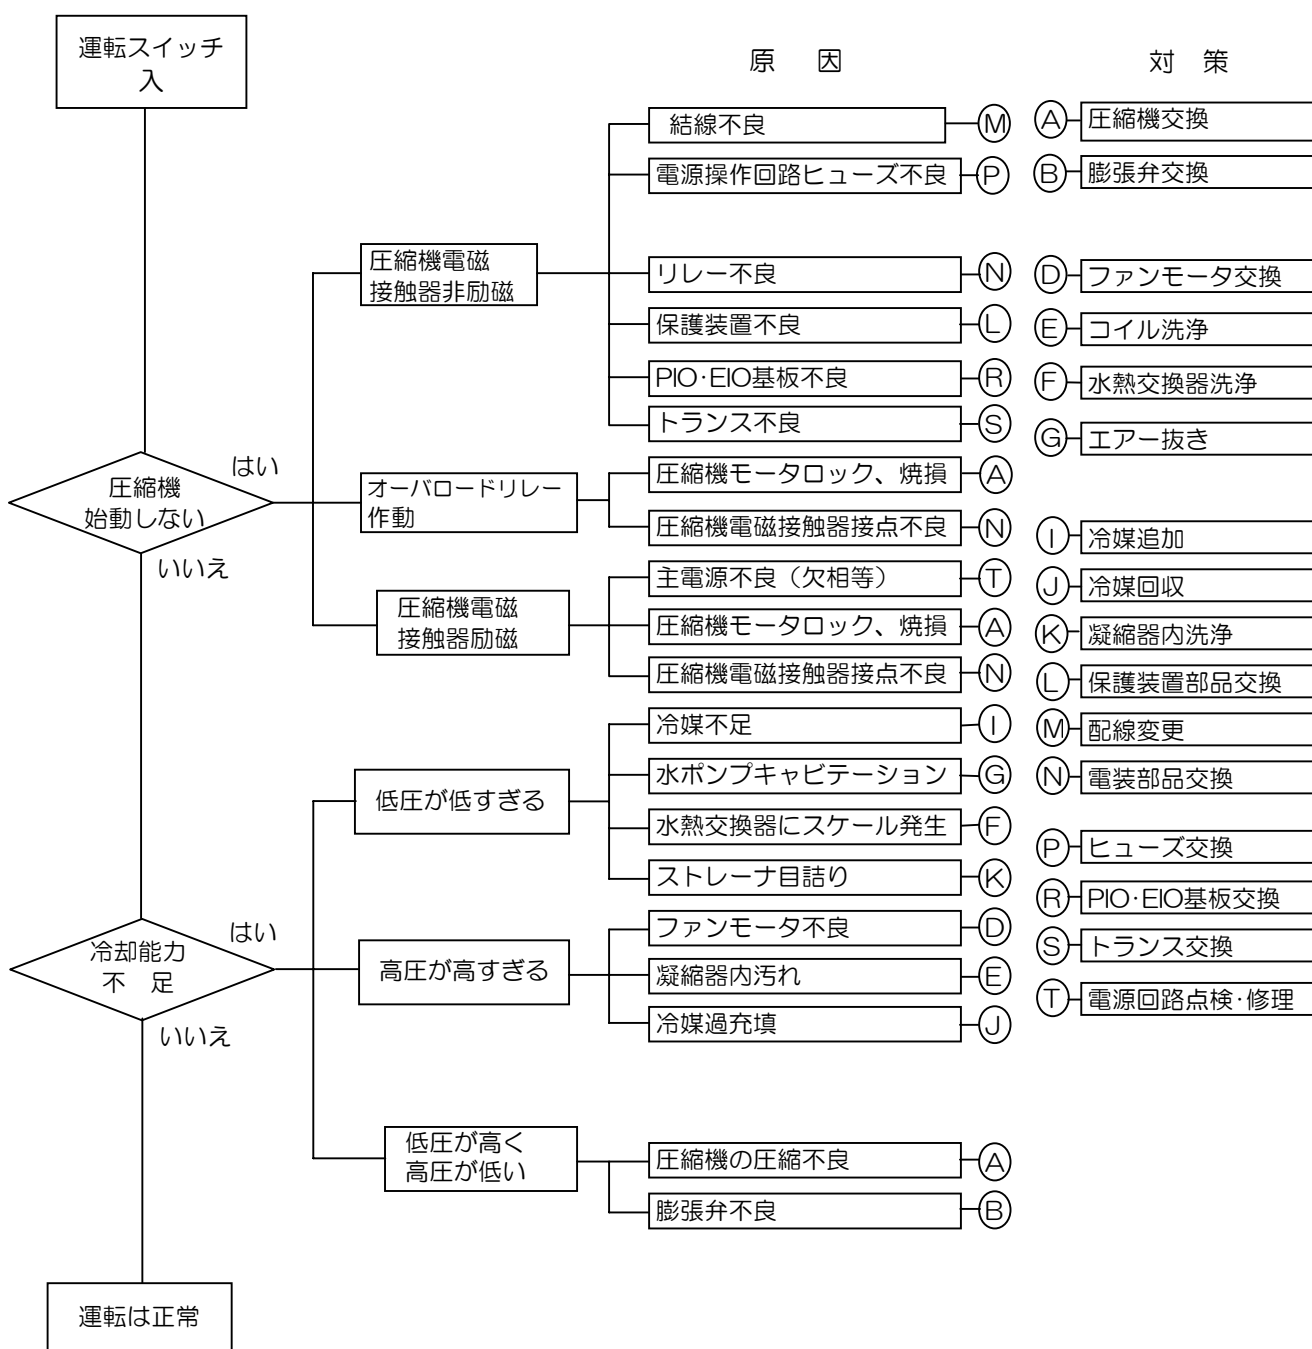 運転スイッチ
入
原 因
対 策
結線不良
M
A
圧縮機交換
電源操作回路ヒューズ不良
P
B
膨張弁交換
圧縮機電磁
接触器非励磁
リレー不良
N
D
ファンモータ交換
保護装置不良
L
E
コイル洗浄
PIO・EIO基板不良
R
F
水熱交換器洗浄
トランス不良
S
G
エアー抜き
はい
圧縮機
始動しない
いいえ
オーバロードリレー
作動
圧縮機モータロック、焼損
A
圧縮機電磁接触器接点不良
N
I
冷媒追加
圧縮機電磁
接触器励磁
主電源不良（欠相等）
T
J
冷媒回収
圧縮機モータロック、焼損
A
K
凝縮器内洗浄
圧縮機電磁接触器接点不良
N
L
保護装置部品交換
冷媒不足
I
M
配線変更
低圧が低すぎる
水ポンプキャビテーション
G
N
電装部品交換
水熱交換器にスケール発生
F
P
ヒューズ交換
ストレーナ目詰り
K
R
PIO・EIO基板交換
はい
冷却能力
不 足
いいえ
ファンモータ不良
D
S
トランス交換
高圧が高すぎる
凝縮器内汚れ
E
T
電源回路点検・修理
冷媒過充填
J
低圧が高く
高圧が低い
圧縮機の圧縮不良
A
膨張弁不良
B
運転は正常